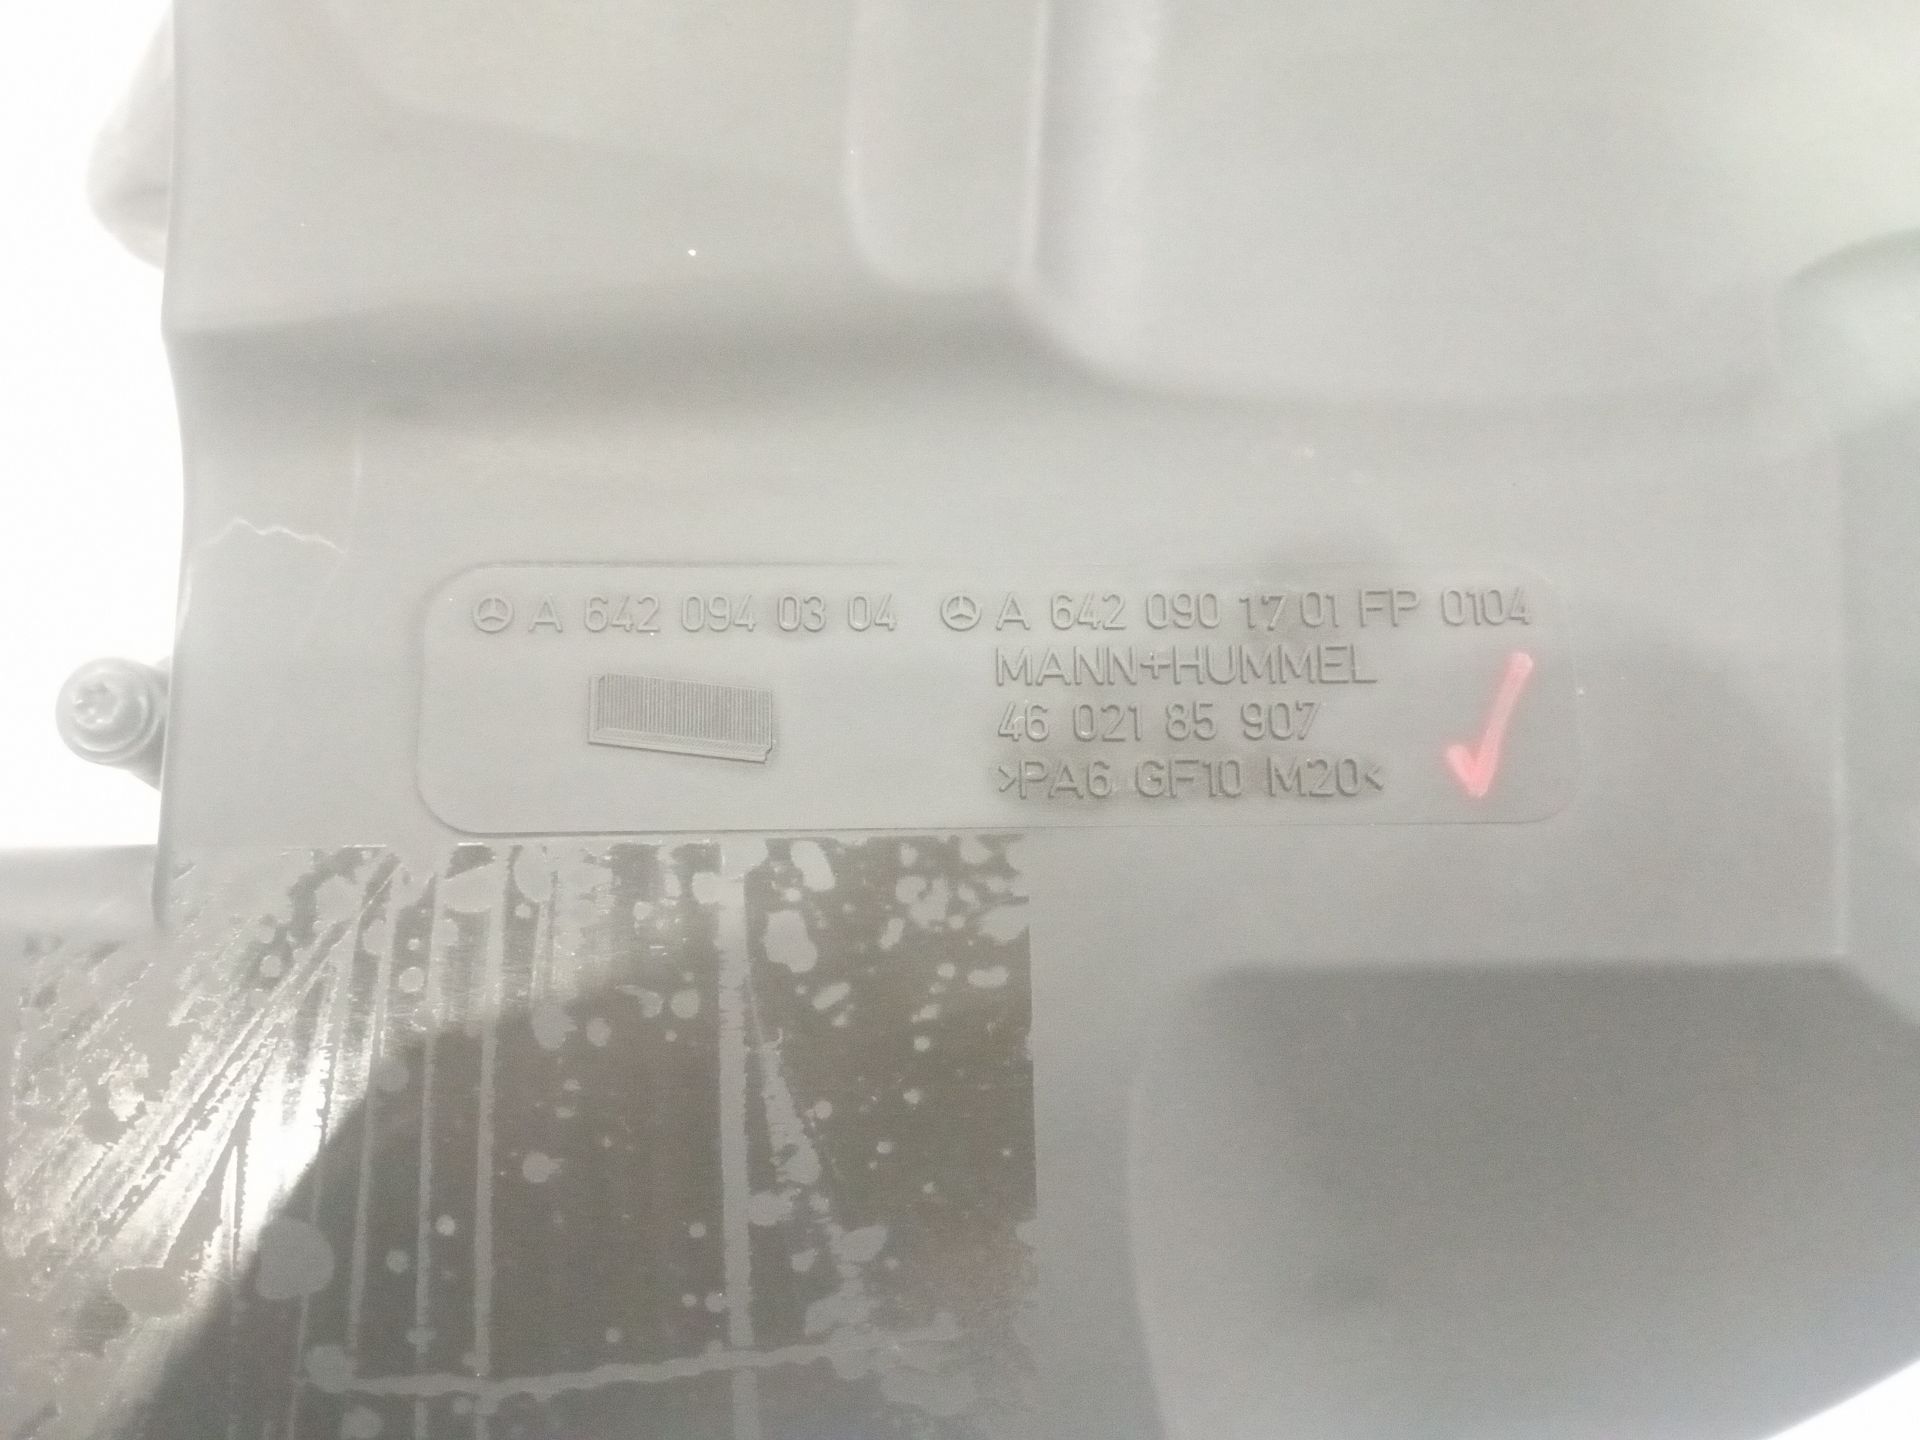 A 642 094 03 04 A 642 090 17 01 FP 0104
MANN+HUMMEL
46 021 85 907
>PA6 GF10 M20<